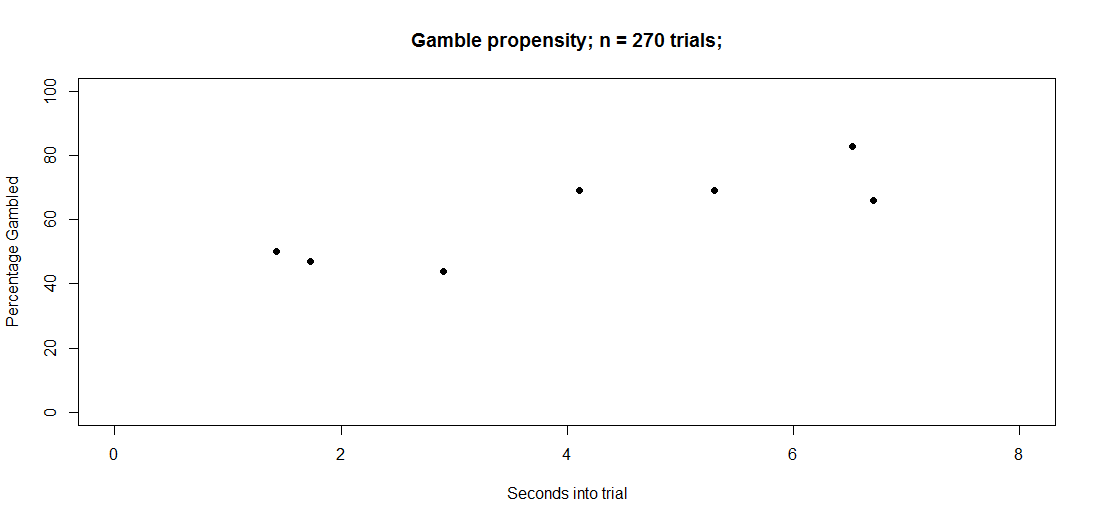 Gamble propensity; n = 270 trials;
Percentage Gambled
100
80
60
40
20
0
0 2 4 6 8
Seconds into trial